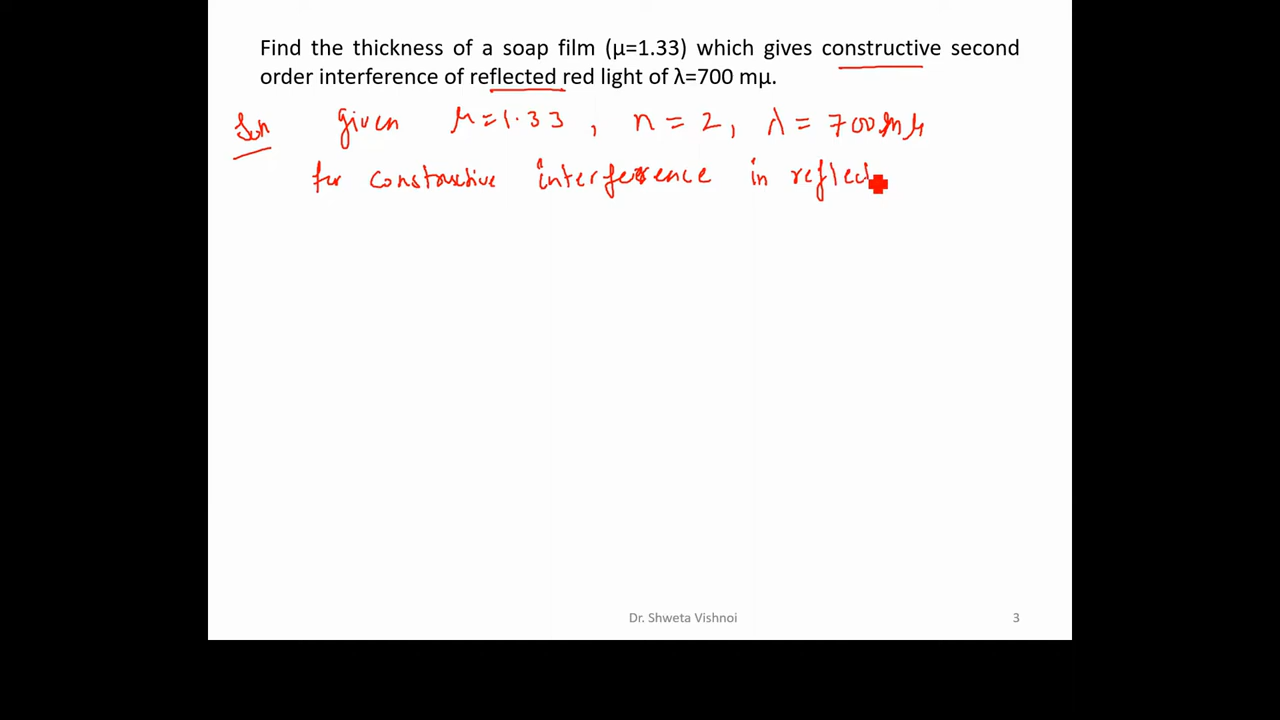 Find the thickness of a soap film (μ=1.33) which gives constructive second
order interference of reflected red light of λ=700 mμ.
Soln given μ=1.33 , n = 2, λ = 700mμ
for constructive interference in reflect
Dr. Shweta Vishnoi 3